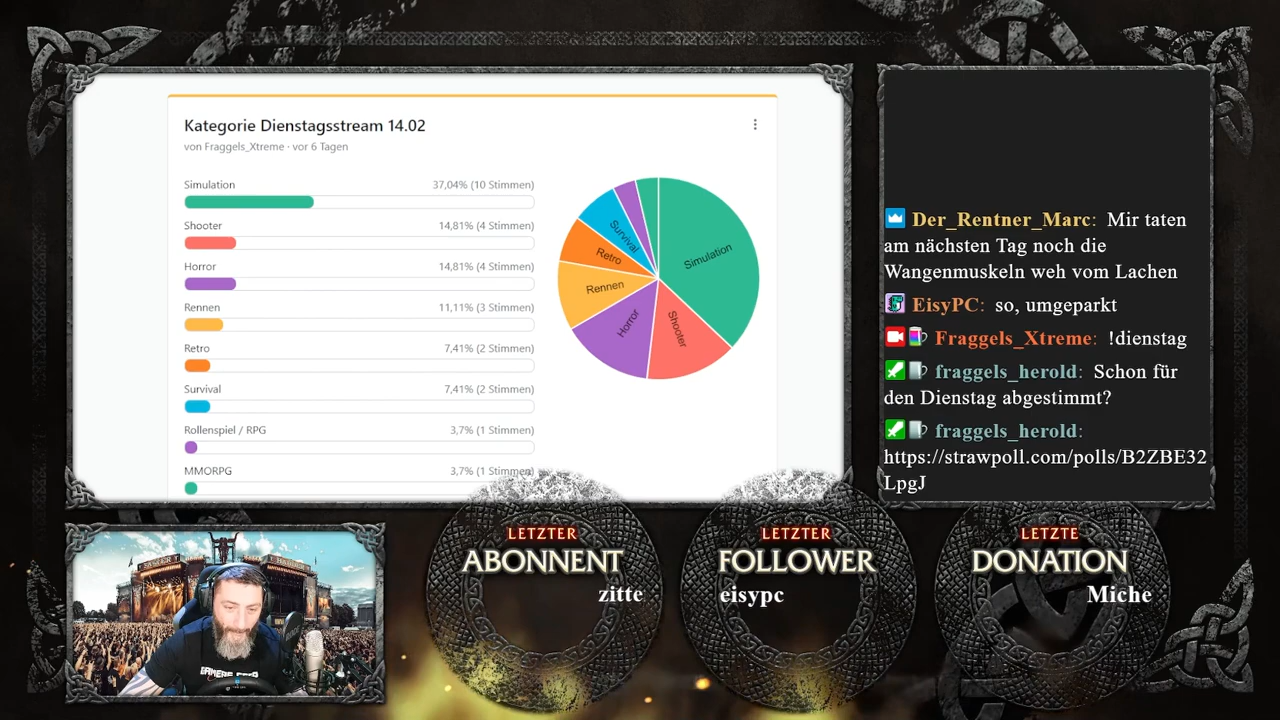 Kategorie Dienstagsstream 14.02
von Fraggels_Xtreme · vor 6 Tagen
Simulation 37,04% (10 Stimmen)
Shooter 14,81% (4 Stimmen)
Horror 14,81% (4 Stimmen)
Rennen 11,11% (3 Stimmen)
Retro 7,41% (2 Stimmen)
Survival 7,41% (2 Stimmen)
Rollenspiel / RPG 3,7% (1 Stimmen)
MMORPG 3,7% (1 Stimmen)
Simulation
Shooter
Horror
Rennen
Retro
Survival
Der_Rentner_Marc: Mir taten
am nächsten Tag noch die
Wangenmuskeln weh vom Lachen
EisyPC: so, umgeparkt
Fraggels_Xtreme: !dienstag
fraggels_herold: Schon für
den Dienstag abgestimmt?
fraggels_herold:
https://strawpoll.com/polls/B2ZBE32
LpgJ
LETZTER
ABONNENT
zitte
LETZTER
FOLLOWER
eisypc
LETZTE
DONATION
Miche